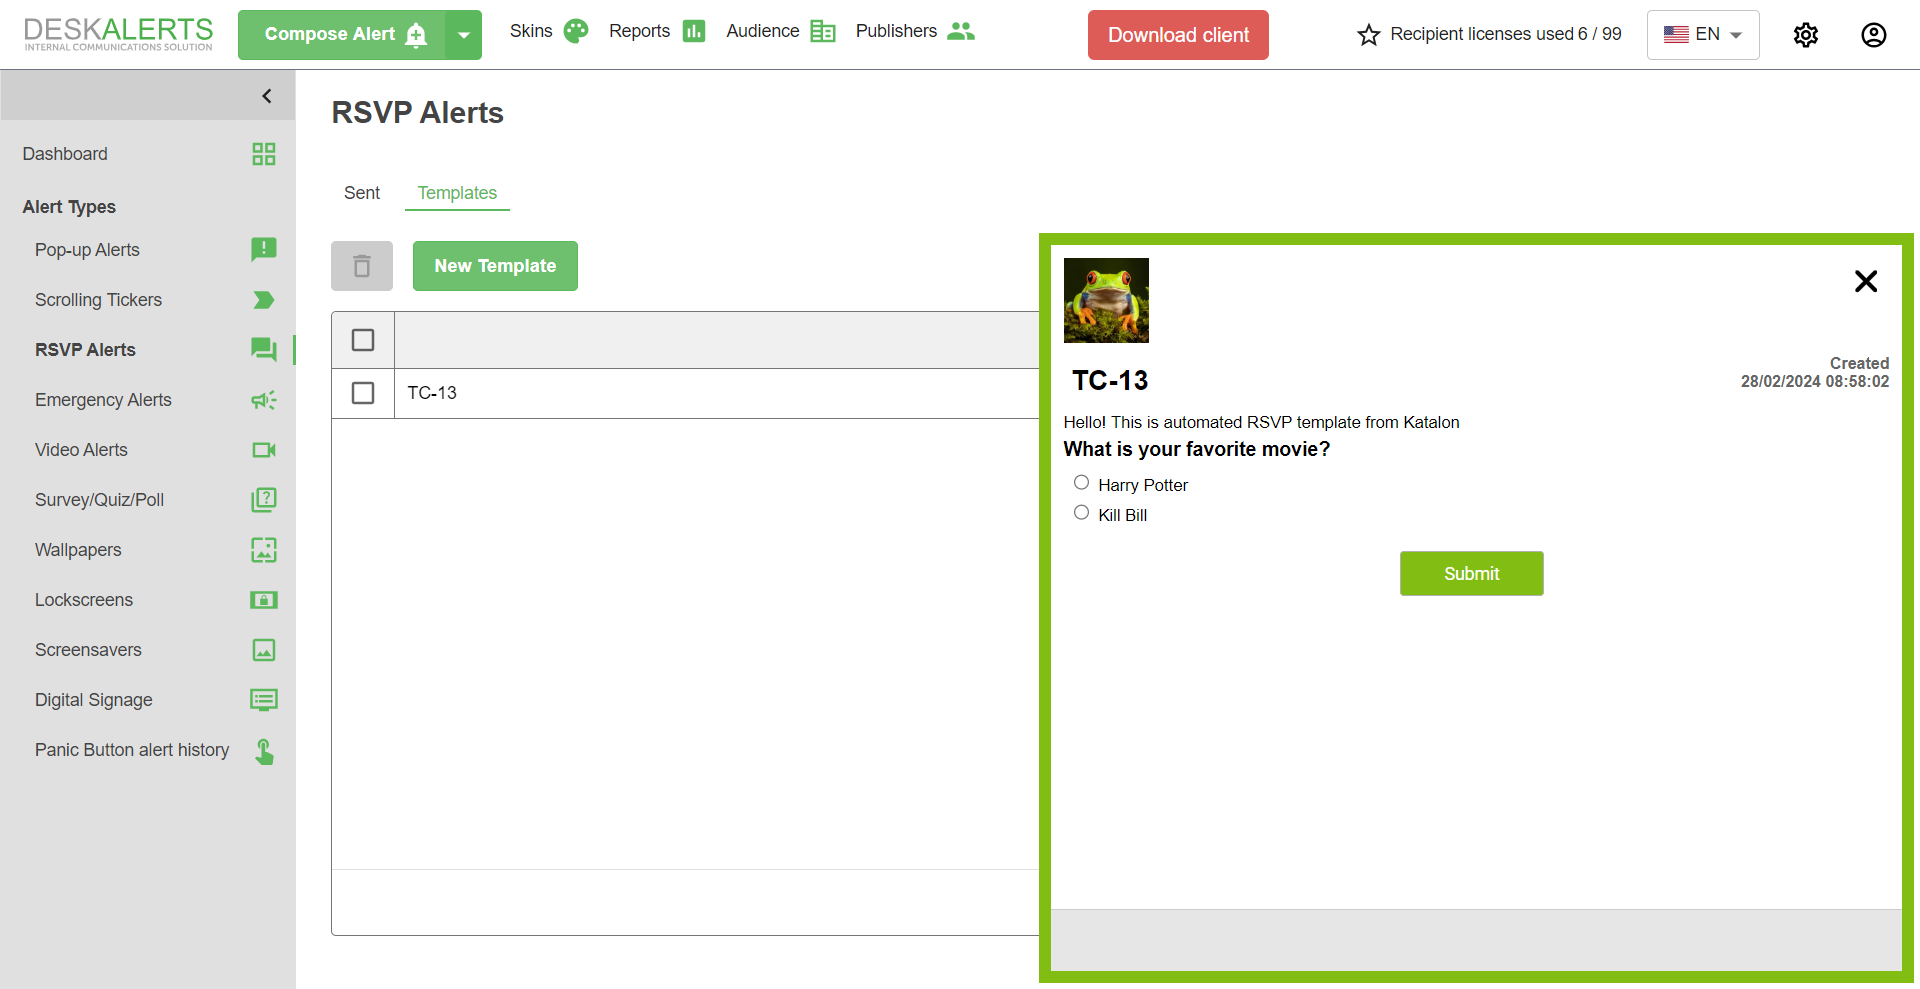 DESKALERTS
INTERNAL COMMUNICATIONS SOLUTION
Compose Alert
Skins
Reports
Audience
Publishers
Download client
Recipient licenses used 6 / 99
EN
Dashboard
Alert Types
Pop-up Alerts
Scrolling Tickers
RSVP Alerts
Emergency Alerts
Video Alerts
Survey/Quiz/Poll
Wallpapers
Lockscreens
Screensavers
Digital Signage
Panic Button alert history
RSVP Alerts
Sent
Templates
New Template
TC-13
TC-13
Created
28/02/2024 08:58:02
Hello! This is automated RSVP template from Katalon
What is your favorite movie?
Harry Potter
Kill Bill
Submit